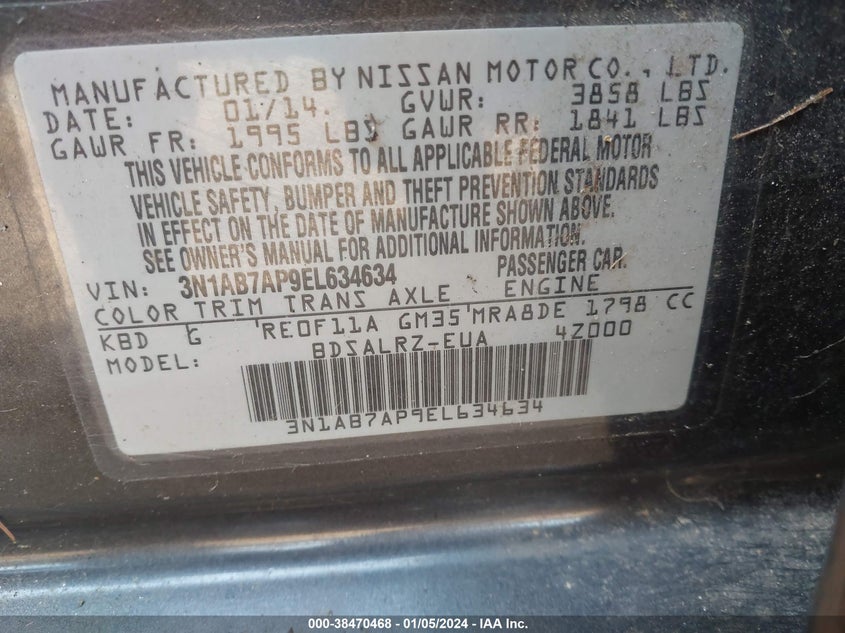 MANUFACTURED BY NISSAN MOTOR CO., LTD.
DATE: 01/14. GVWR: 3858 LBS
GAWR FR: 1995 LBS GAWR RR: 1841 LBS
THIS VEHICLE CONFORMS TO ALL APPLICABLE FEDERAL MOTOR
VEHICLE SAFETY, BUMPER AND THEFT PREVENTION STANDARDS
IN EFFECT ON THE DATE OF MANUFACTURE SHOWN ABOVE.
SEE OWNER'S MANUAL FOR ADDITIONAL INFORMATION.
VIN: 3N1AB7AP9EL634634 PASSENGER CAR.
COLOR TRIM TRANS AXLE ENGINE
KBD G 'RE0F11A GM35'MRA8DE 1798 CC
MODEL: BDSALRZ-EUA 4Z000
3N1AB7AP9EL634634
000-38470468 - 01/05/2024 - IAA Inc.